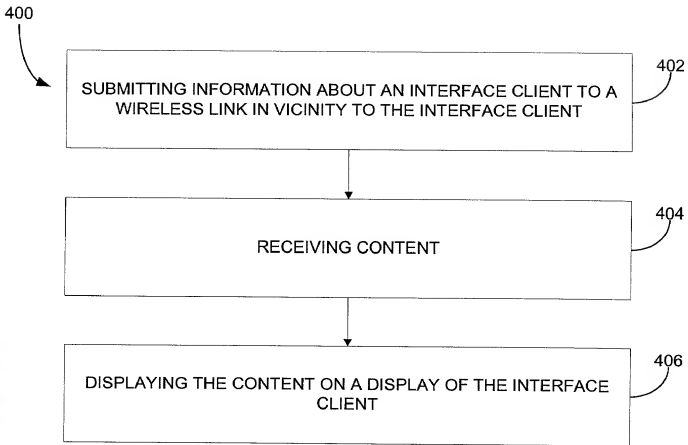 400
402
SUBMITTING INFORMATION ABOUT AN INTERFACE CLIENT TO A
WIRELESS LINK IN VICINITY TO THE INTERFACE CLIENT
404
RECEIVING CONTENT
406
DISPLAYING THE CONTENT ON A DISPLAY OF THE INTERFACE
CLIENT